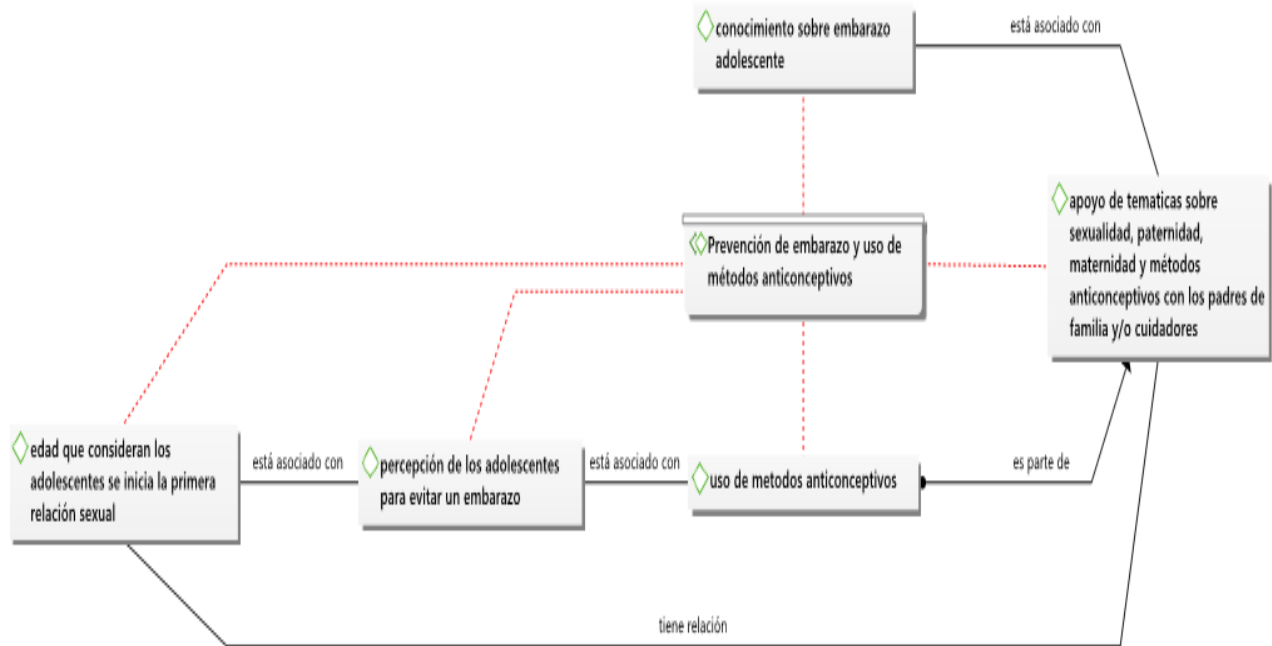 conocimiento sobre embarazo
adolescente
está asociado con
apoyo de tematicas sobre
sexualidad, paternidad,
maternidad y métodos
anticonceptivos con los padres de
familia y/o cuidadores
Prevención de embarazo y uso de
métodos anticonceptivos
edad que consideran los
adolescentes se inicia la primera
relación sexual
está asociado con
percepción de los adolescentes
para evitar un embarazo
está asociado con
uso de metodos anticonceptivos
es parte de
tiene relación